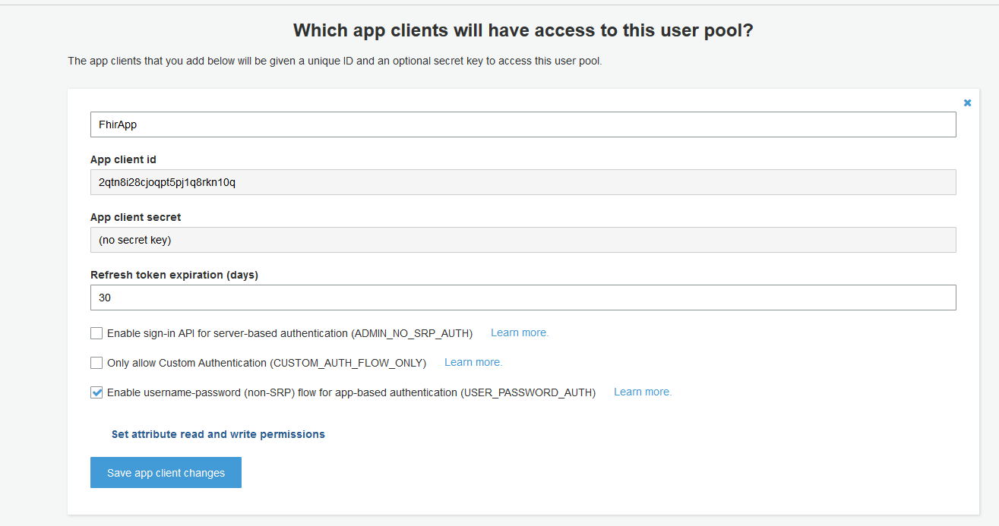 Which app clients will have access to this user pool?
The app clients that you add below will be given a unique ID and an optional secret key to access this user pool.
FhirApp
App client id
2qtn8i28cjoqpt5pj1q8rkn10q
App client secret
(no secret key)
Refresh token expiration (days)
30
Enable sign-in API for server-based authentication (ADMIN_NO_SRP_AUTH) Learn more.
Only allow Custom Authentication (CUSTOM_AUTH_FLOW_ONLY) Learn more.
Enable username-password (non-SRP) flow for app-based authentication (USER_PASSWORD_AUTH) Learn more.
Set attribute read and write permissions
Save app client changes